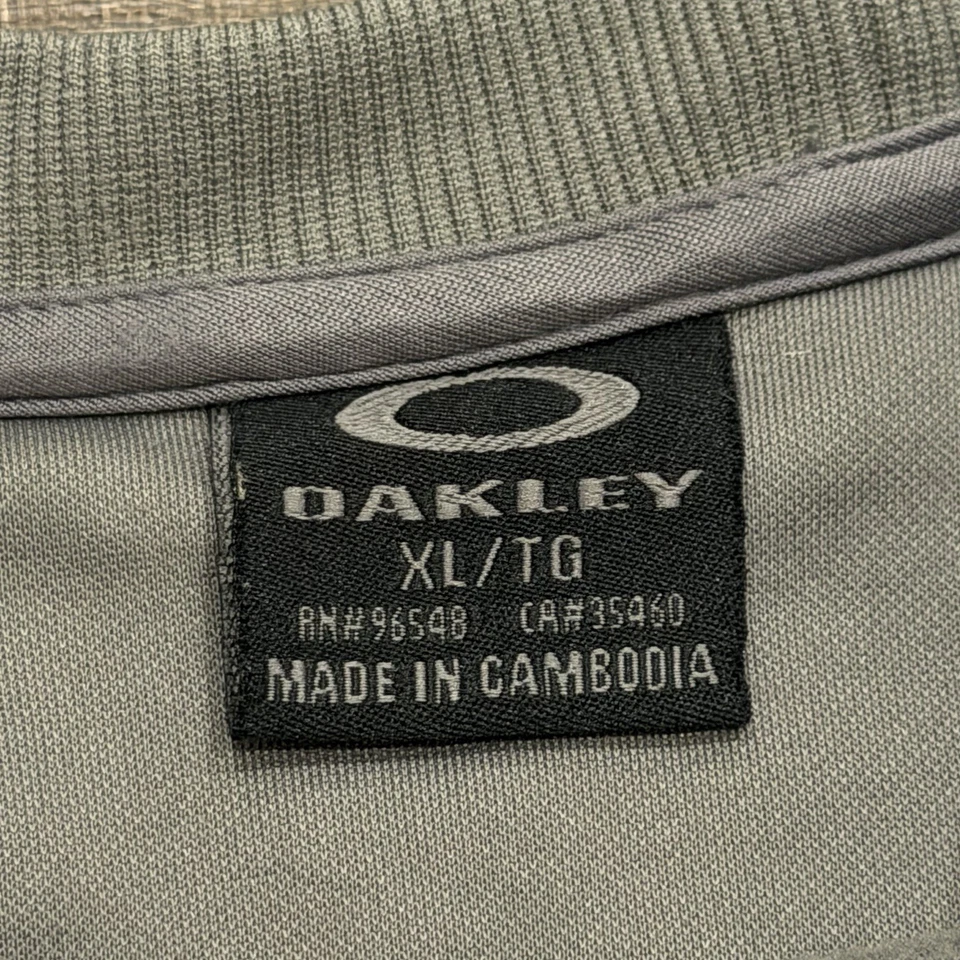 OAKLEY
XL/TG
RN#96548 CA#35460
MADE IN CAMBODIA